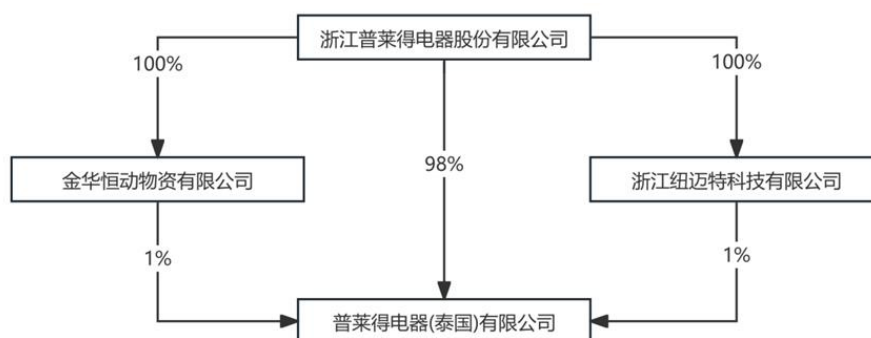 浙江普莱得电器股份有限公司
100%
100%
金华恒动物资有限公司
98%
浙江纽迈特科技有限公司
1%
1%
普莱得电器(泰国)有限公司